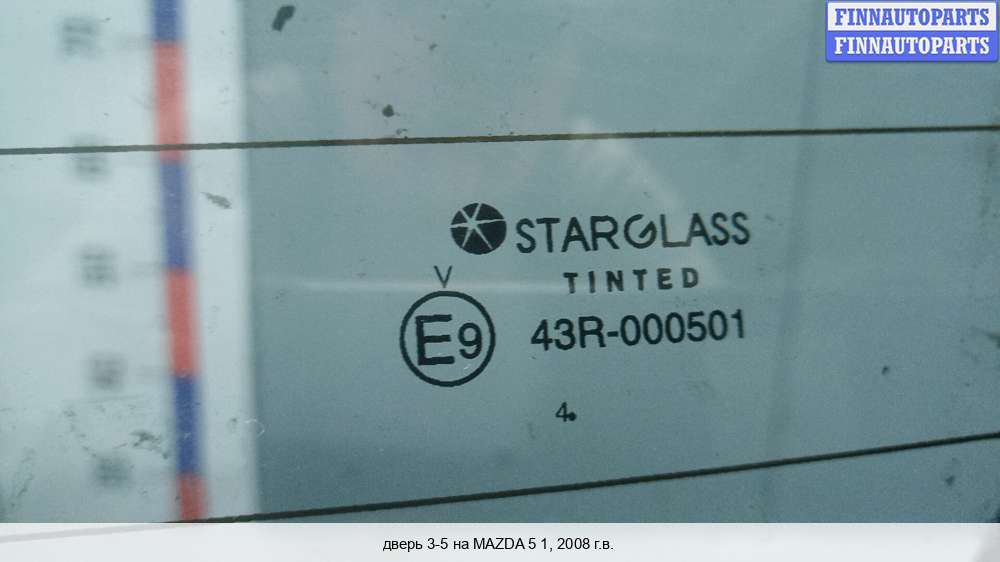 FINNAUTOPARTS
FINNAUTOPARTS
STARGLASS
TINTED
V
E9 43R-000501
4.
дверь 3-5 на MAZDA 5 1, 2008 г.в.